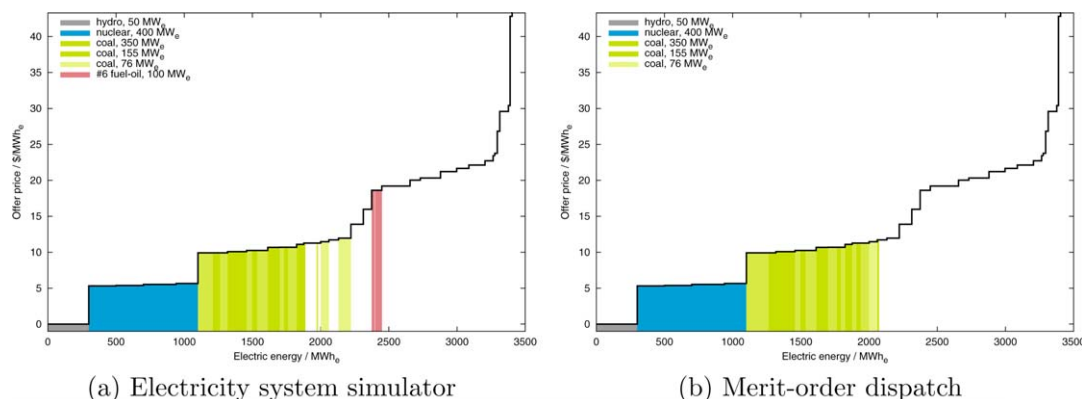 hydro, 50 MWe
nuclear, 400 MWe
coal, 350 MWe
coal, 155 MWe
coal, 76 MWe
#6 fuel-oil, 100 MWe
40
35
30
25
20
15
10
5
0
Offer price / $/MWhe
0 500 1000 1500 2000 2500 3000 3500
Electric energy / MWhe
(a) Electricity system simulator
hydro, 50 MWe
nuclear, 400 MWe
coal, 350 MWe
coal, 155 MWe
coal, 76 MWe
40
35
30
25
20
15
10
5
0
Offer price / $/MWhe
0 500 1000 1500 2000 2500 3000 3500
Electric energy / MWhe
(b) Merit-order dispatch